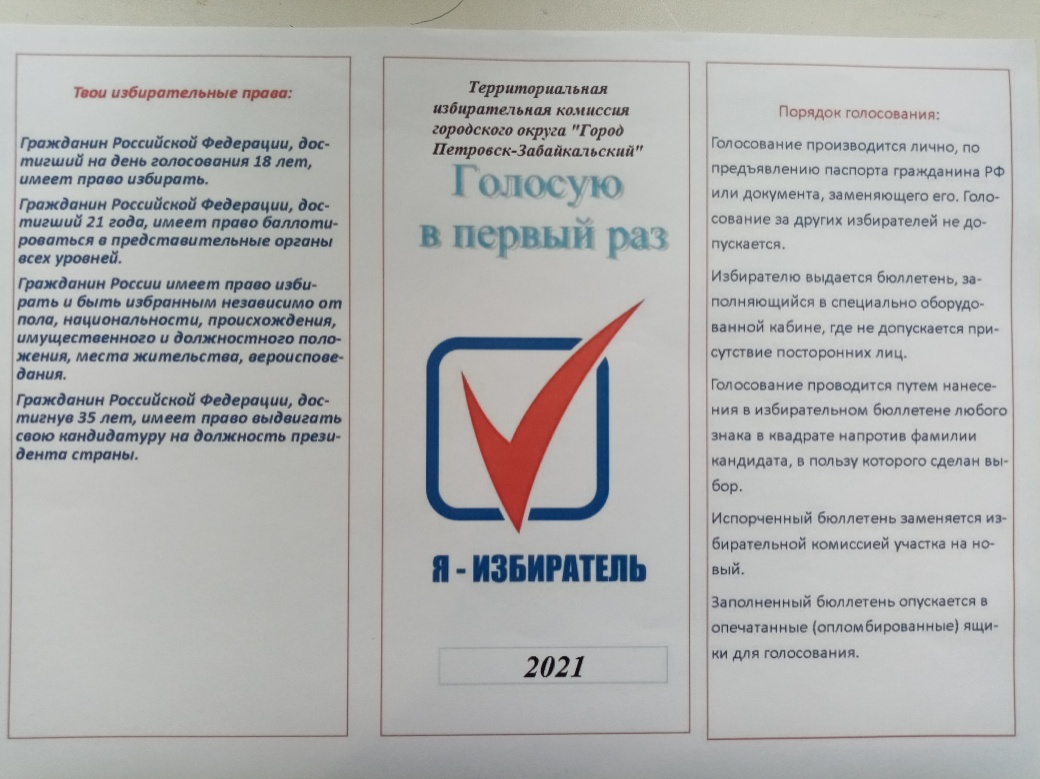 Твои избирательные права:
Гражданин Российской Федерации, дос-
тигший на день голосования 18 лет,
имеет право избирать.
Гражданин Российской Федерации, дос-
тигший 21 года, имеет право баллоти-
роваться в представительные органы
всех уровней.
Гражданин России имеет право изби-
рать и быть избранным независимо от
пола, национальности, происхождения,
имущественного и должностного поло-
жения, места жительства, вероиспове-
дания.
Гражданин Российской Федерации, дос-
тигнув 35 лет, имеет право выдвигать
свою кандидатуру на должность прези-
дента страны.
Территориальная
избирательная комиссия
городского округа "Город
Петровск-Забайкальский"
Голосую
в первый раз
Я - ИЗБИРАТЕЛЬ
2021
Порядок голосования:
Голосование производится лично, по
предъявлению паспорта гражданина РФ
или документа, заменяющего его. Голо-
сование за других избирателей не до-
пускается.
Избирателю выдается бюллетень, за-
полняющийся в специально оборудо-
ванной кабине, где не допускается при-
сутствие посторонних лиц.
Голосование проводится путем нанесе-
ния в избирательном бюллетене любого
знака в квадрате напротив фамилии
кандидата, в пользу которого сделан вы-
бор.
Испорченный бюллетень заменяется из-
бирательной комиссией участка на но-
вый.
Заполненный бюллетень опускается в
опечатанные (опломбированные) ящи-
ки для голосования.